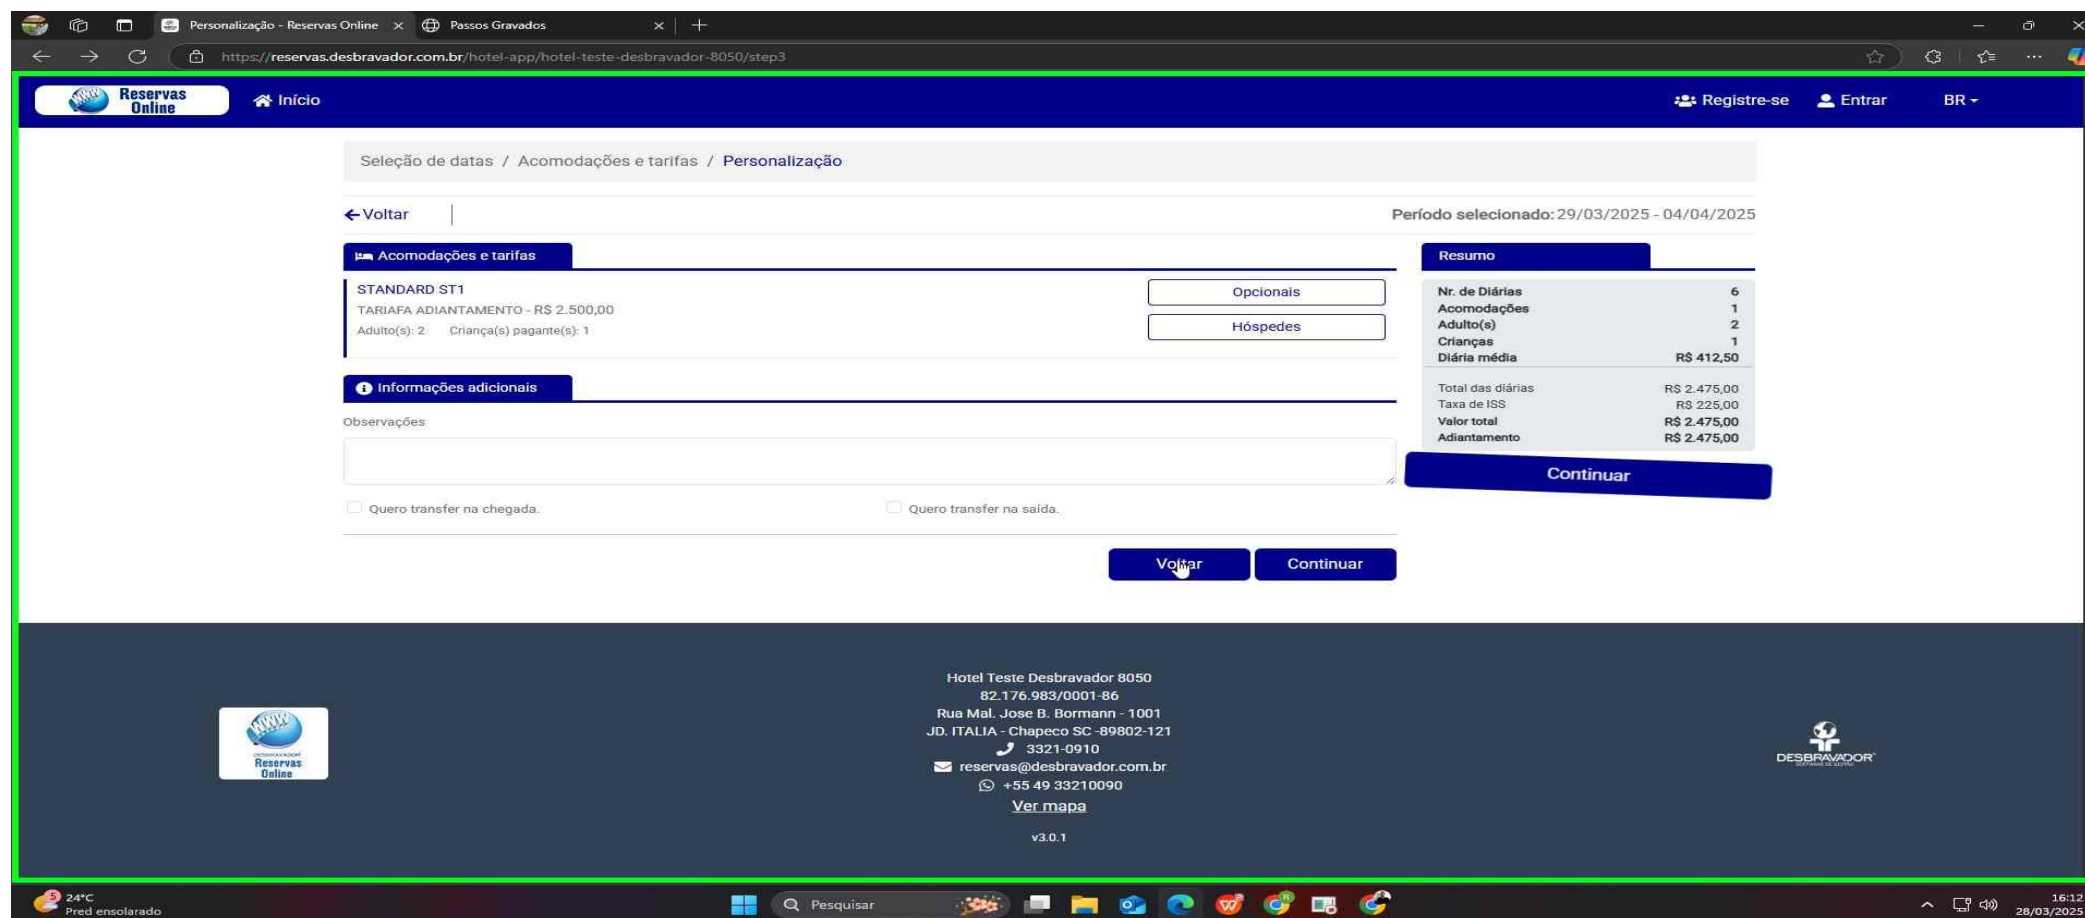 Personalização - Reservas Online
Passos Gravados
https://reservas.desbravador.com.br/hotel-app/hotel-teste-desbravador-8050/step3
Reservas
Online
Início
Registre-se
Entrar
BR
Seleção de datas / Acomodações e tarifas / Personalização
Voltar
Período selecionado: 29/03/2025 - 04/04/2025
Acomodações e tarifas
STANDARD ST1
TARIAFA ADIANTAMENTO - R$ 2.500,00
Adulto(s): 2 Criança(s) pagante(s): 1
Opcionais
Hóspedes
Informações adicionais
Observações
Quero transfer na chegada.
Quero transfer na saída.
Voltar
Continuar
Resumo
Nr. de Diárias 6
Acomodações 1
Adulto(s) 2
Crianças 1
Diária média R$ 412,50
Total das diárias R$ 2.475,00
Taxa de ISS R$ 225,00
Valor total R$ 2.475,00
Adiantamento R$ 2.475,00
Continuar
WWW
Reservas
Online
Hotel Teste Desbravador 8050
82.176.983/0001-86
Rua Mal. Jose B. Bormann - 1001
JD. ITALIA - Chapeco SC -89802-121
3321-0910
reservas@desbravador.com.br
+55 49 33210090
Ver mapa
v3.0.1
DESBRAVADOR
5
24°C
Pred ensolarado
Pesquisar
16:12
28/03/2025